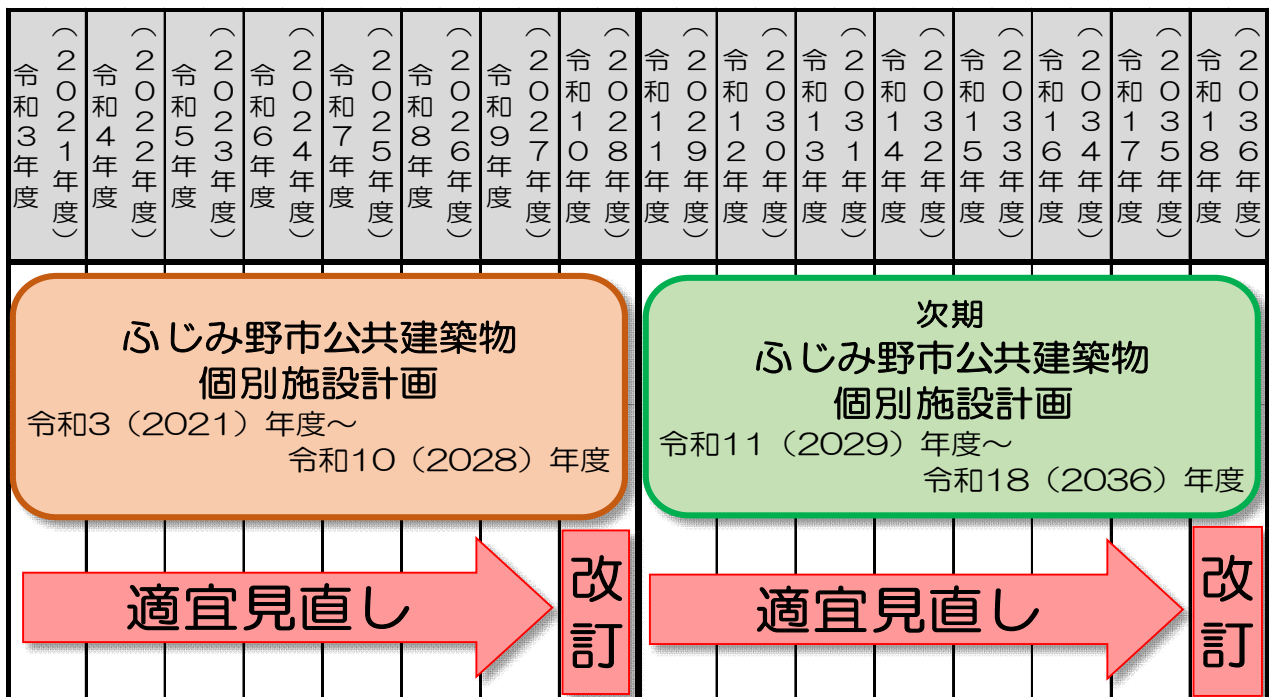 令和3年度
（2021年度）
令和4年度
（2022年度）
令和5年度
（2023年度）
令和6年度
（2024年度）
令和7年度
（2025年度）
令和8年度
（2026年度）
令和9年度
（2027年度）
令和10年度
（2028年度）
令和11年度
（2029年度）
令和12年度
（2030年度）
令和13年度
（2031年度）
令和14年度
（2032年度）
令和15年度
（2033年度）
令和16年度
（2034年度）
令和17年度
（2035年度）
令和18年度
（2036年度）
ふじみ野市公共建築物
個別施設計画
令和3（2021）年度～
令和10（2028）年度
次期
ふじみ野市公共建築物
個別施設計画
令和11（2029）年度～
令和18（2036）年度
適宜見直し
改訂
適宜見直し
改訂